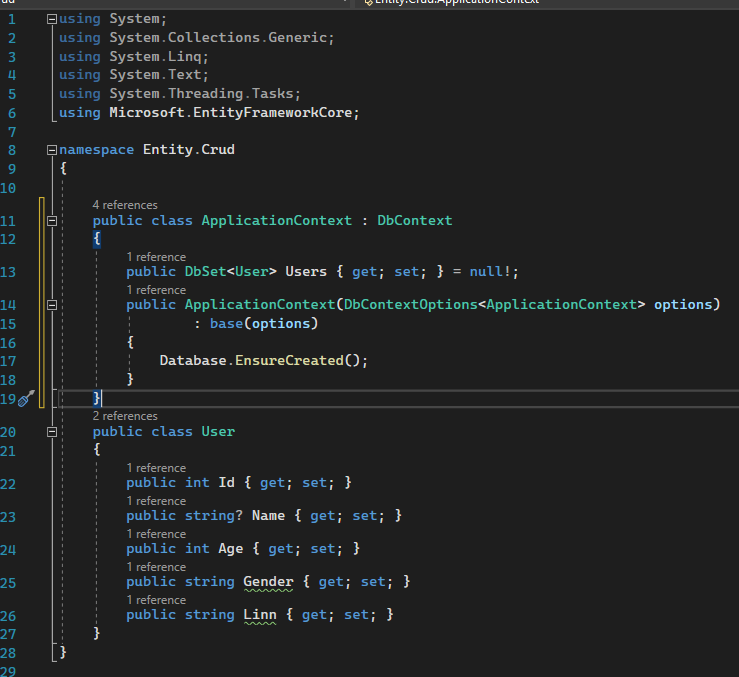 ud
Entity.Crud.ApplicationContext
1 using System;
2 using System.Collections.Generic;
3 using System.Linq;
4 using System.Text;
5 using System.Threading.Tasks;
6 using Microsoft.EntityFrameworkCore;
7
8 namespace Entity.Crud
9 {
10
4 references
11 public class ApplicationContext : DbContext
12 {
1 reference
13 public DbSet<User> Users { get; set; } = null!;
1 reference
14 public ApplicationContext(DbContextOptions<ApplicationContext> options)
15 : base(options)
16 {
17 Database.EnsureCreated();
18 }
19 }
2 references
20 public class User
21 {
1 reference
22 public int Id { get; set; }
1 reference
23 public string? Name { get; set; }
1 reference
24 public int Age { get; set; }
1 reference
25 public string Gender { get; set; }
1 reference
26 public string Linn { get; set; }
27 }
28 }
29